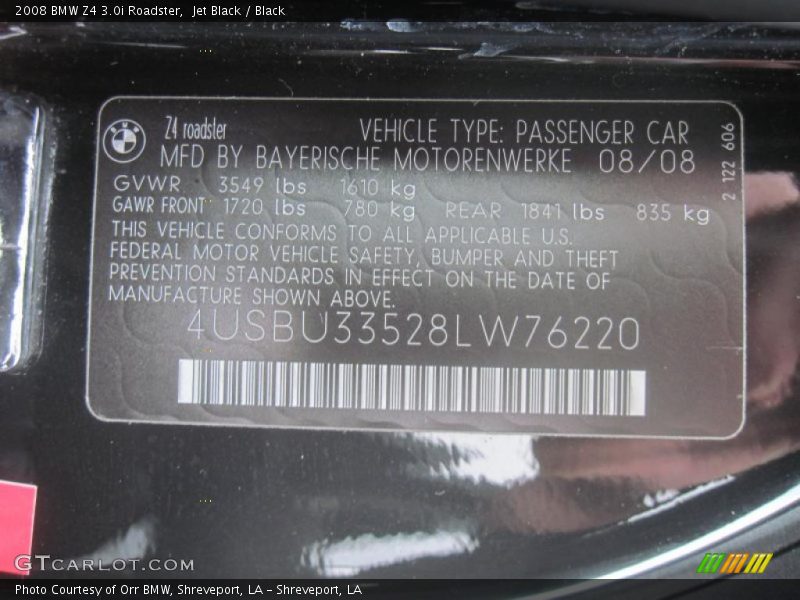 2008 BMW Z4 3.0i Roadster, Jet Black / Black
Z4 roadster VEHICLE TYPE: PASSENGER CAR
MFD BY BAYERISCHE MOTORENWERKE 08/08
2 122 606
GVWR 3549 lbs 1610 kg
GAWR FRONT 1720 lbs 780 kg REAR 1841 lbs 835 kg
THIS VEHICLE CONFORMS TO ALL APPLICABLE U.S.
FEDERAL MOTOR VEHICLE SAFETY, BUMPER AND THEFT
PREVENTION STANDARDS IN EFFECT ON THE DATE OF
MANUFACTURE SHOWN ABOVE.
4USBU33528LW76220
GTCARLOT.COM
Photo Courtesy of Orr BMW, Shreveport, LA - Shreveport, LA